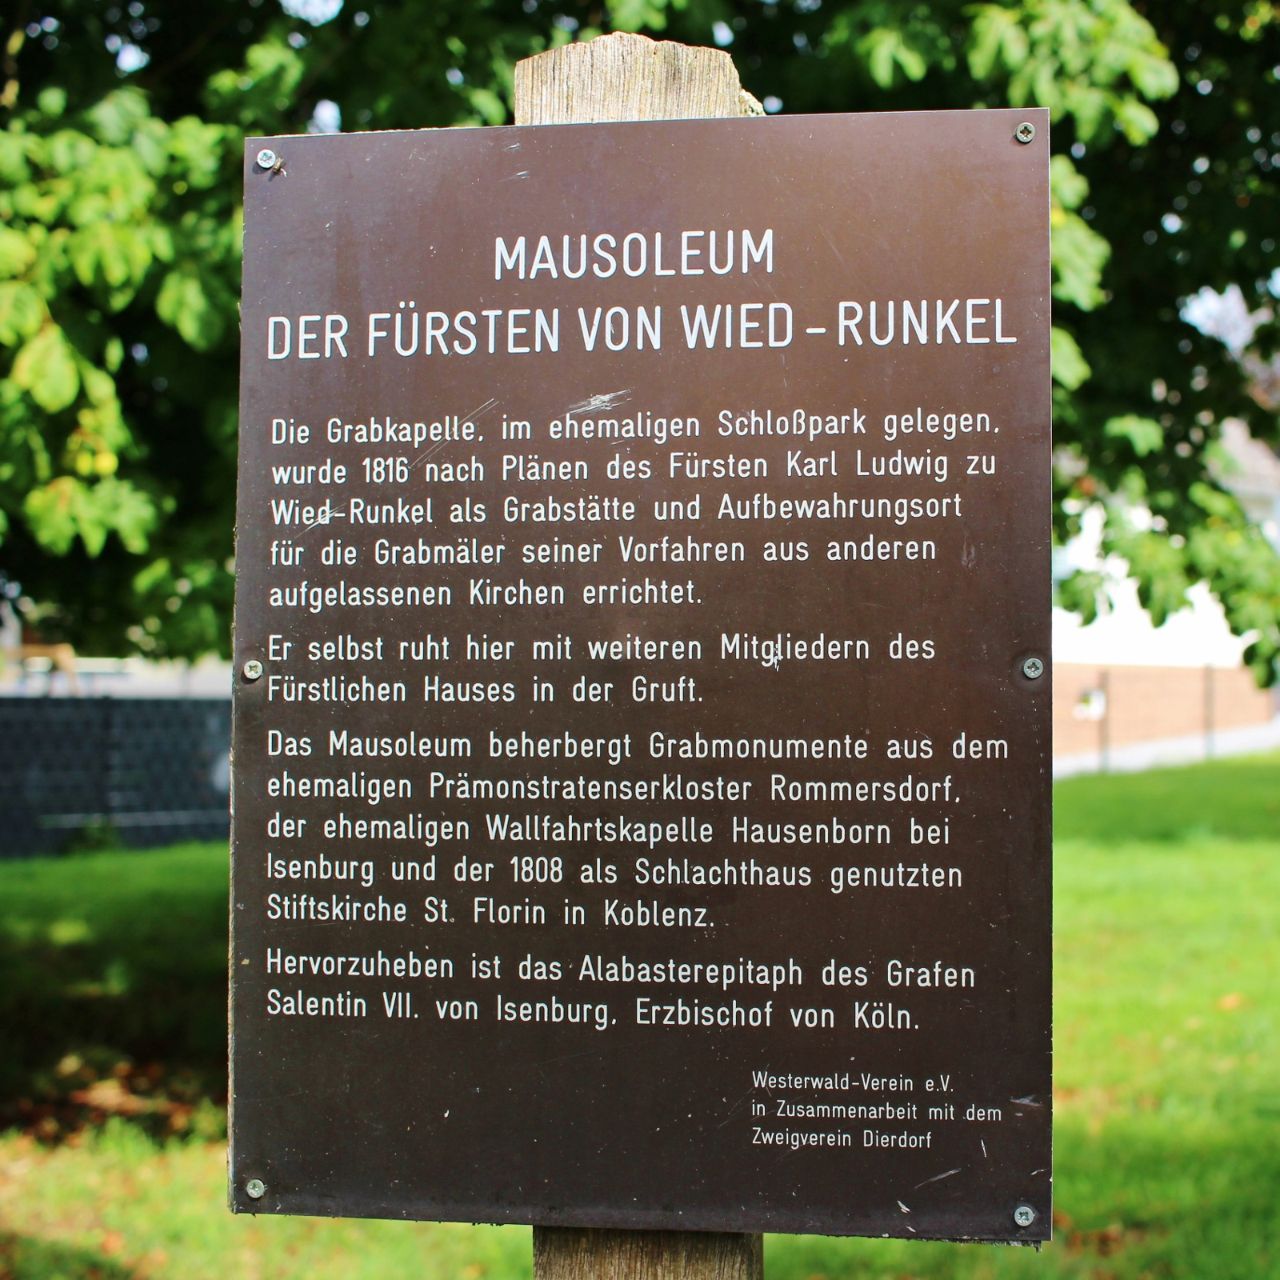 MAUSOLEUM
DER FÜRSTEN VON WIED-RUNKEL
Die Grabkapelle, im ehemaligen Schloßpark gelegen,
wurde 1816 nach Plänen des Fürsten Karl Ludwig zu
Wied-Runkel als Grabstätte und Aufbewahrungsort
für die Grabmäler seiner Vorfahren aus anderen
aufgelassenen Kirchen errichtet.
Er selbst ruht hier mit weiteren Mitgliedern des
Fürstlichen Hauses in der Gruft.
Das Mausoleum beherbergt Grabmonumente aus dem
ehemaligen Prämonstratenserkloster Rommersdorf,
der ehemaligen Wallfahrtskapelle Hausenborn bei
Isenburg und der 1808 als Schlachthaus genutzten
Stiftskirche St. Florin in Koblenz.
Hervorzuheben ist das Alabasterepitaph des Grafen
Salentin VII. von Isenburg, Erzbischof von Köln.
Westerwald-Verein e.V.
in Zusammenarbeit mit dem
Zweigverein Dierdorf